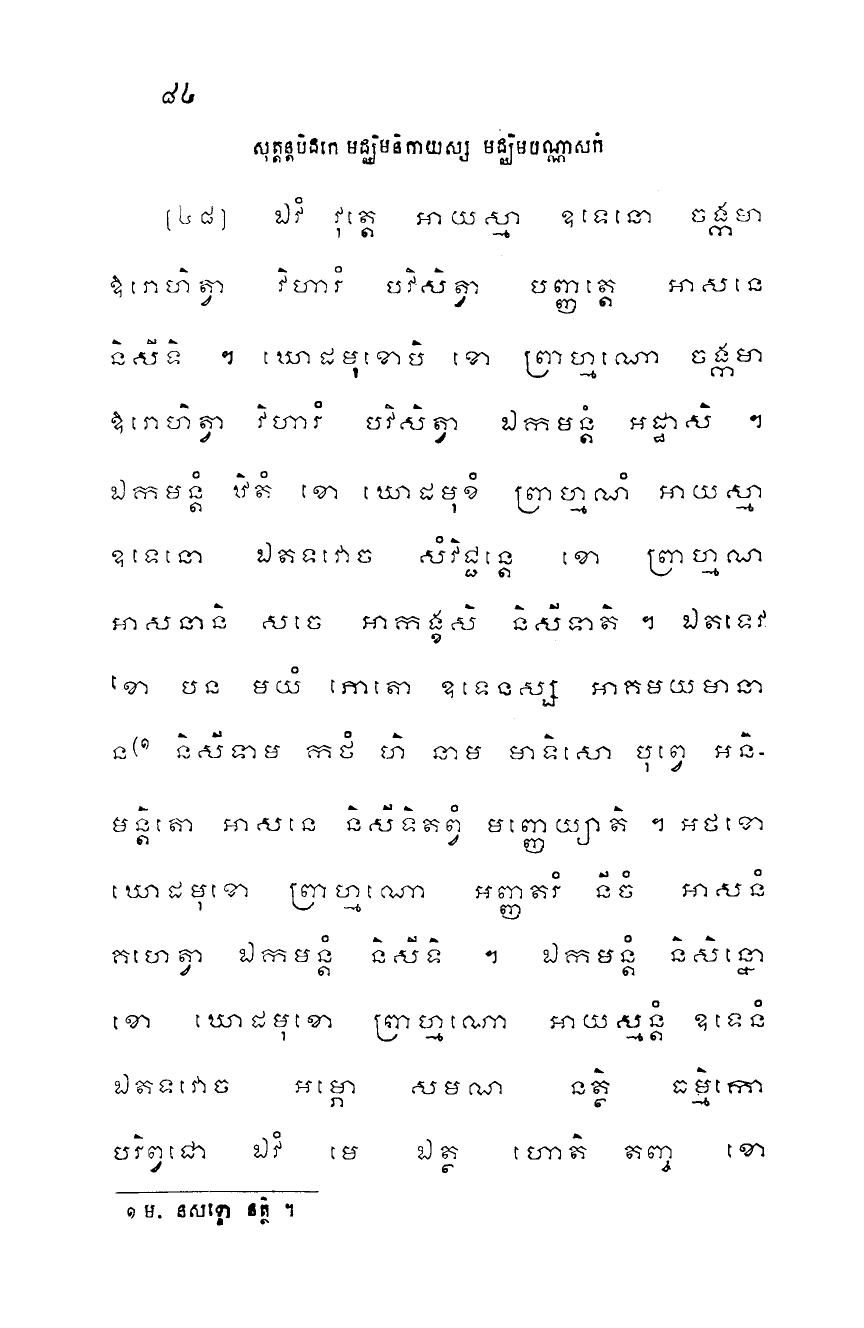 ៨៤
សុត្តន្តបិដកេ មជ្ឈិមនិកាយស្ស មជ្ឈិមបណ្ណាសកំ
[៤៨] ឯវំ វុត្តេ អាយស្មា ឧទេនោ ចង្កមា
ឱរោហិត្វា វិហារំ បវិសិត្វា បញ្ញត្តេ អាសនេ
និសីទិ ។ ឃោដមុខោបិ ខោ ព្រាហ្មណោ ចង្កមា
ឱរោហិត្វា វិហារំ បវិសិត្វា ឯកមន្តំ អដ្ឋាសិ ។
ឯកមន្តំ ឋិតំ ខោ ឃោដមុខំ ព្រាហ្មណំ អាយស្មា
ឧទេនោ ឯតទវោច សំវិជ្ជន្តេ ខោ ព្រាហ្មណ
អាសនានិ សចេ អាកង្ខសិ និសីទាតិ ។ ឯតទេវ
ខោ បន មយំ ភោតោ ឧទេនស្ស អាគមយមានា
ន(១ និសីទាម កថំ ហិ នាម មាទិសោ បុព្វេ អនិ-
មន្តិតោ អាសនេ និសីទិតព្វំ មញ្ញេយ្យាតិ ។ អថខោ
ឃោដមុខោ ព្រាហ្មណោ អញ្ញតរំ នីចំ អាសនំ
គហេត្វា ឯកមន្តំ និសីទិ ។ ឯកមន្តំ និសិន្នោ
ខោ ឃោដមុខោ ព្រាហ្មណោ អាយស្មន្តំ ឧទេនំ
ឯតទវោច អម្ភោ សមណ នត្ថិ ធម្មិកោ
បរិព្វជោ ឯវំ មេ ឯត្ថ ហោតិ តញ្ច ខោ
១ ម. នសទ្ទោ នត្ថិ ។